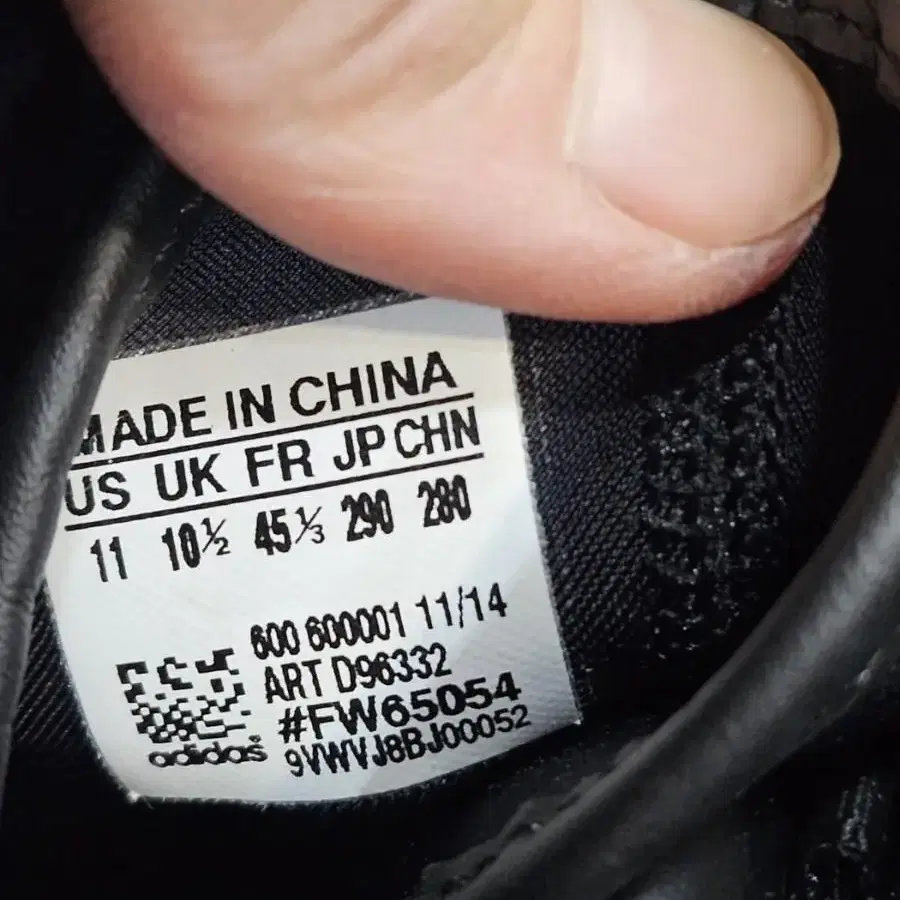 MADE IN CHINA
US UK FR JP CHN
11 10½ 45⅓ 290 280
600 600001 11/14
ART D96332
#FW65054
9VWVJ8BJ00052
adidas